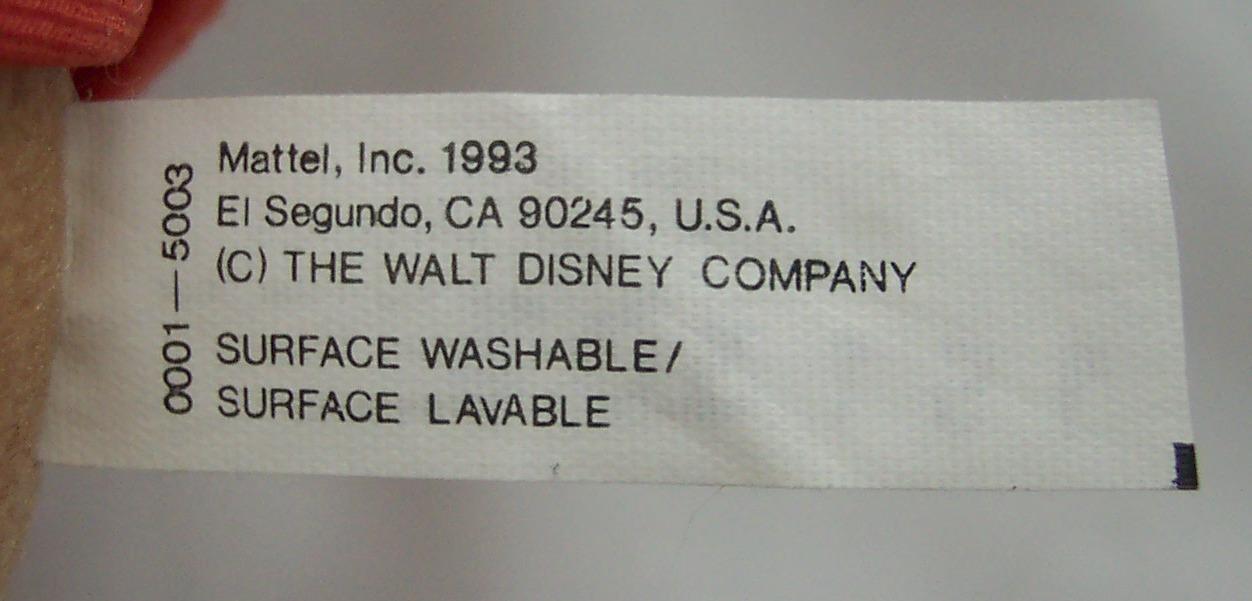 Mattel, Inc. 1993
El Segundo, CA 90245, U.S.A.
(C) THE WALT DISNEY COMPANY
SURFACE WASHABLE/
SURFACE LAVABLE
0001—5003